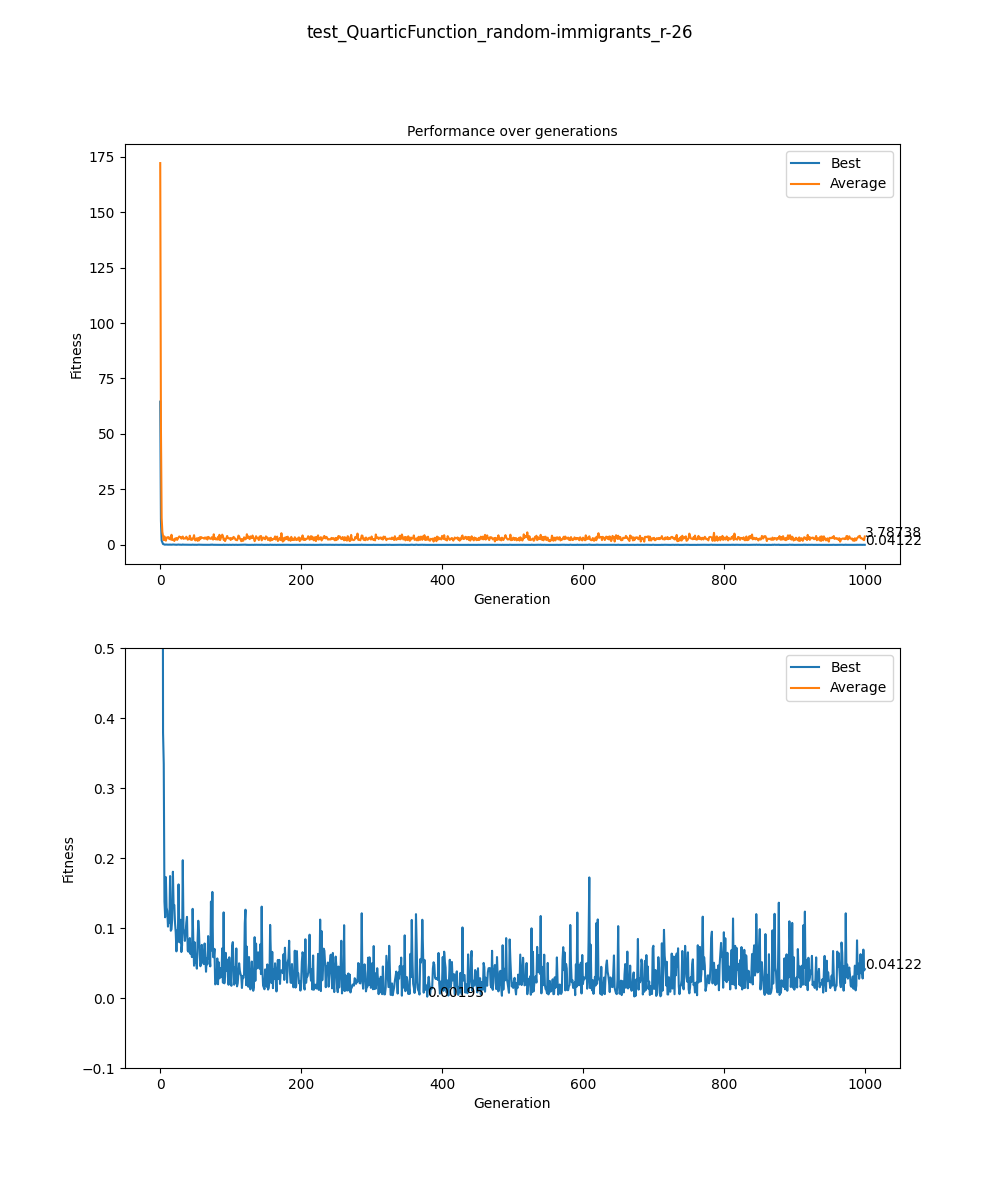 test_QuarticFunction_random-immigrants_r-26
Performance over generations
Fitness
175
150
125
100
75
50
25
0
Best
Average
3.78738
0.04122
0 200 400 600 800 1000
Generation
Fitness
0.5
0.4
0.3
0.2
0.1
0.0
−0.1
Best
Average
0.04122
0.00195
0 200 400 600 800 1000
Generation